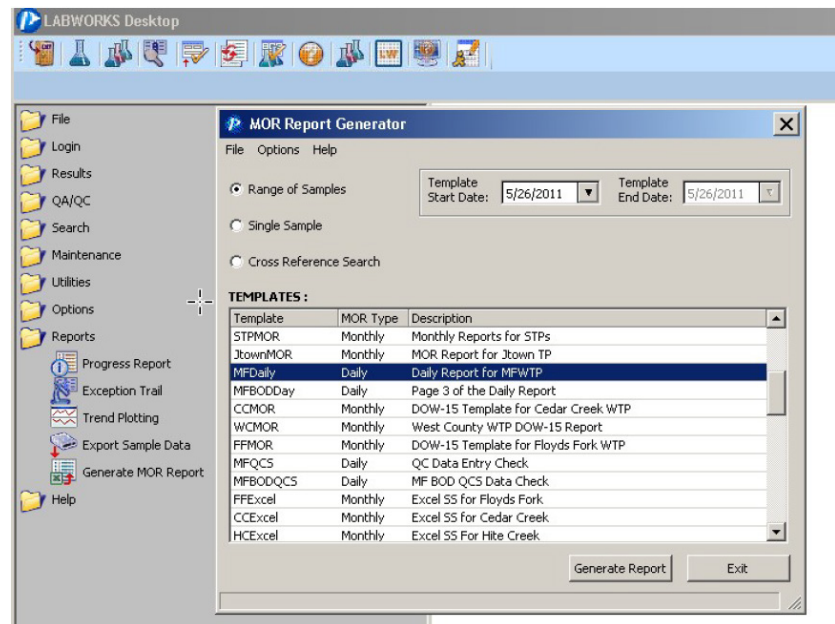 LABWORKS Desktop
LW
File
Login
Results
QA/QC
Search
Maintenance
Utilities
Options
Reports
Progress Report
Exception Trail
Trend Plotting
Export Sample Data
Generate MOR Report
Help
MOR Report Generator
File Options Help
Range of Samples
Single Sample
Cross Reference Search
Template Start Date: 5/26/2011 Template End Date: 5/26/2011
TEMPLATES :
Template MOR Type Description
STPMOR Monthly Monthly Reports for STPs
JtownMOR Monthly MOR Report for Jtown TP
MFDaily Daily Daily Report for MFWTP
MFBODDay Daily Page 3 of the Daily Report
CCMOR Monthly DOW-15 Template for Cedar Creek WTP
WCMOR Monthly West County WTP DOW-15 Report
FFMOR Monthly DOW-15 Template for Floyds Fork WTP
MFQCS Daily QC Data Entry Check
MFBODQCS Daily MF BOD QCS Data Check
FFExcel Monthly Excel SS for Floyds Fork
CCExcel Monthly Excel SS for Cedar Creek
HCExcel Monthly Excel SS For Hite Creek
Generate Report Exit